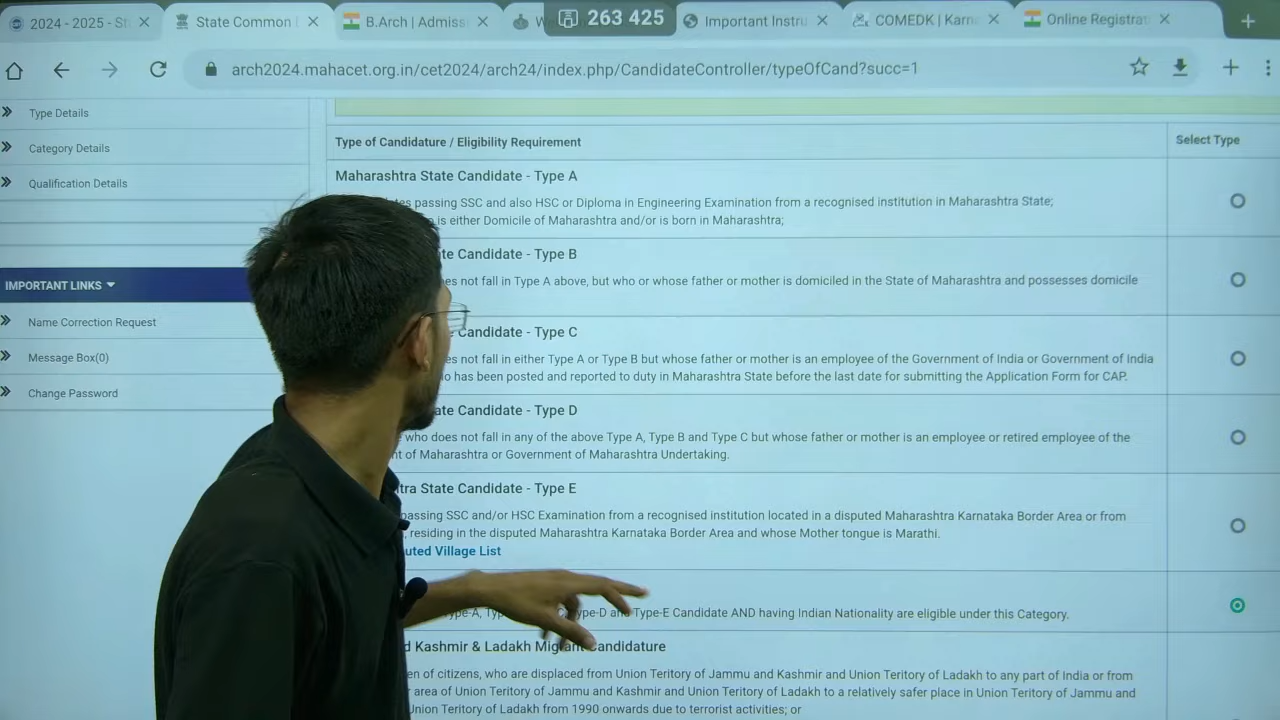 2024 - 2025 - St
State Common
B.Arch | Admiss
263 425
Important Instru
COMEDK | Karn
Online Registrat
arch2024.mahacet.org.in/cet2024/arch24/index.php/CandidateController/typeOfCand?succ=1
Type Details
Category Details
Qualification Details
IMPORTANT LINKS
Name Correction Request
Message Box(0)
Change Password
Type of Candidature / Eligibility Requirement
Select Type
Maharashtra State Candidate - Type A
passing SSC and also HSC or Diploma in Engineering Examination from a recognised institution in Maharashtra State;
is either Domicile of Maharashtra and/or is born in Maharashtra;
Candidate - Type B
not fall in Type A above, but who or whose father or mother is domiciled in the State of Maharashtra and possesses domicile
Candidate - Type C
not fall in either Type A or Type B but whose father or mother is an employee of the Government of India or Government of India
has been posted and reported to duty in Maharashtra State before the last date for submitting the Application Form for CAP.
Candidate - Type D
who does not fall in any of the above Type A, Type B and Type C but whose father or mother is an employee or retired employee of the
of Maharashtra or Government of Maharashtra Undertaking.
State Candidate - Type E
passing SSC and/or HSC Examination from a recognised institution located in a disputed Maharashtra Karnataka Border Area or from
residing in the disputed Maharashtra Karnataka Border Area and whose Mother tongue is Marathi.
Village List
Type-E Candidate AND having Indian Nationality are eligible under this Category.
Kashmir & Ladakh Migrant Candidature
of citizens, who are displaced from Union Teritory of Jammu and Kashmir and Union Teritory of Ladakh to any part of India or from
area of Union Teritory of Jammu and Kashmir and Union Teritory of Ladakh to a relatively safer place in Union Teritory of Jammu and
Union Teritory of Ladakh from 1990 onwards due to terrorist activities; or